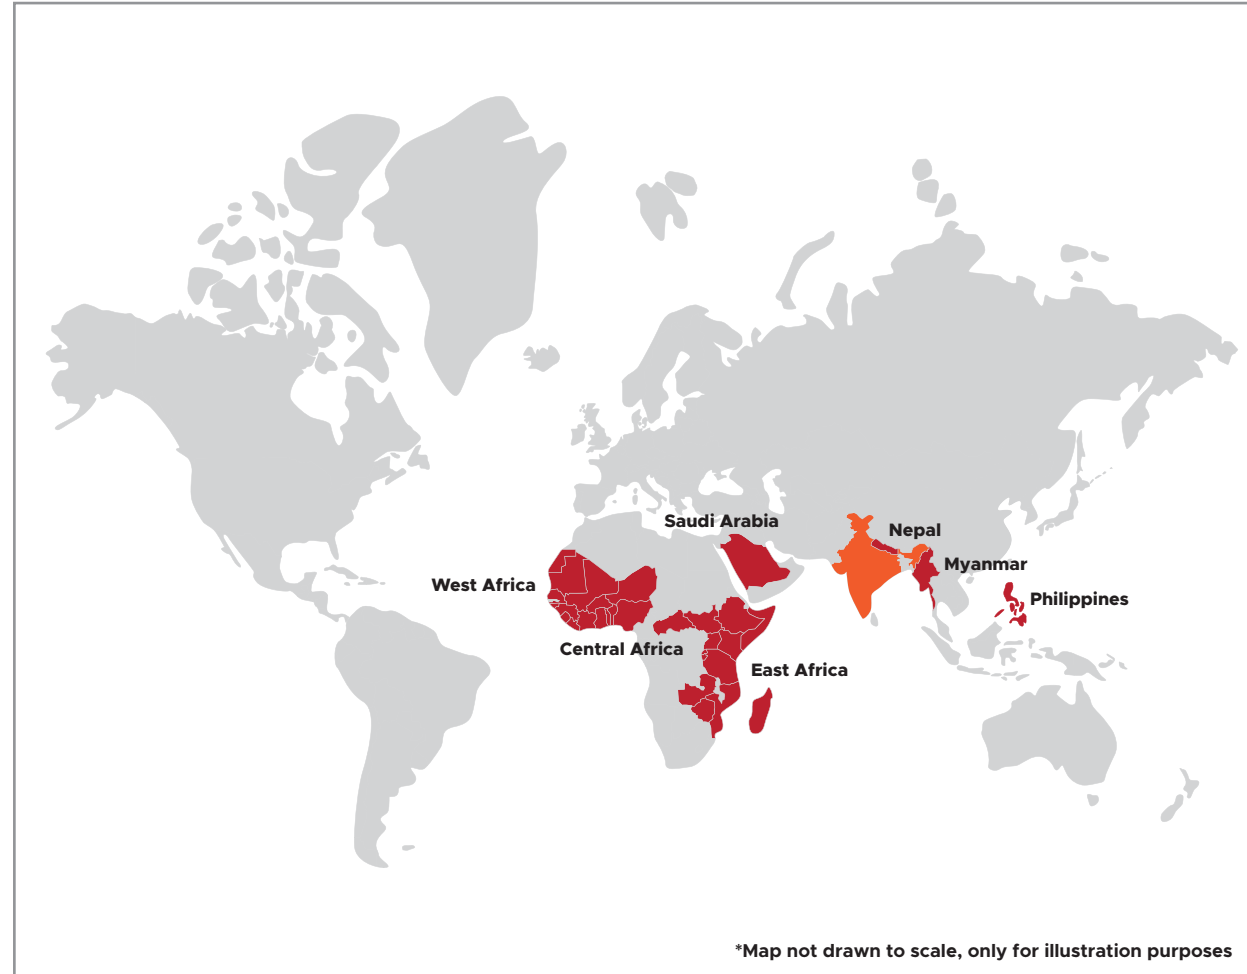 Saudi Arabia
Nepal
Myanmar
West Africa
Philippines
Central Africa
East Africa
*Map not drawn to scale, only for illustration purposes